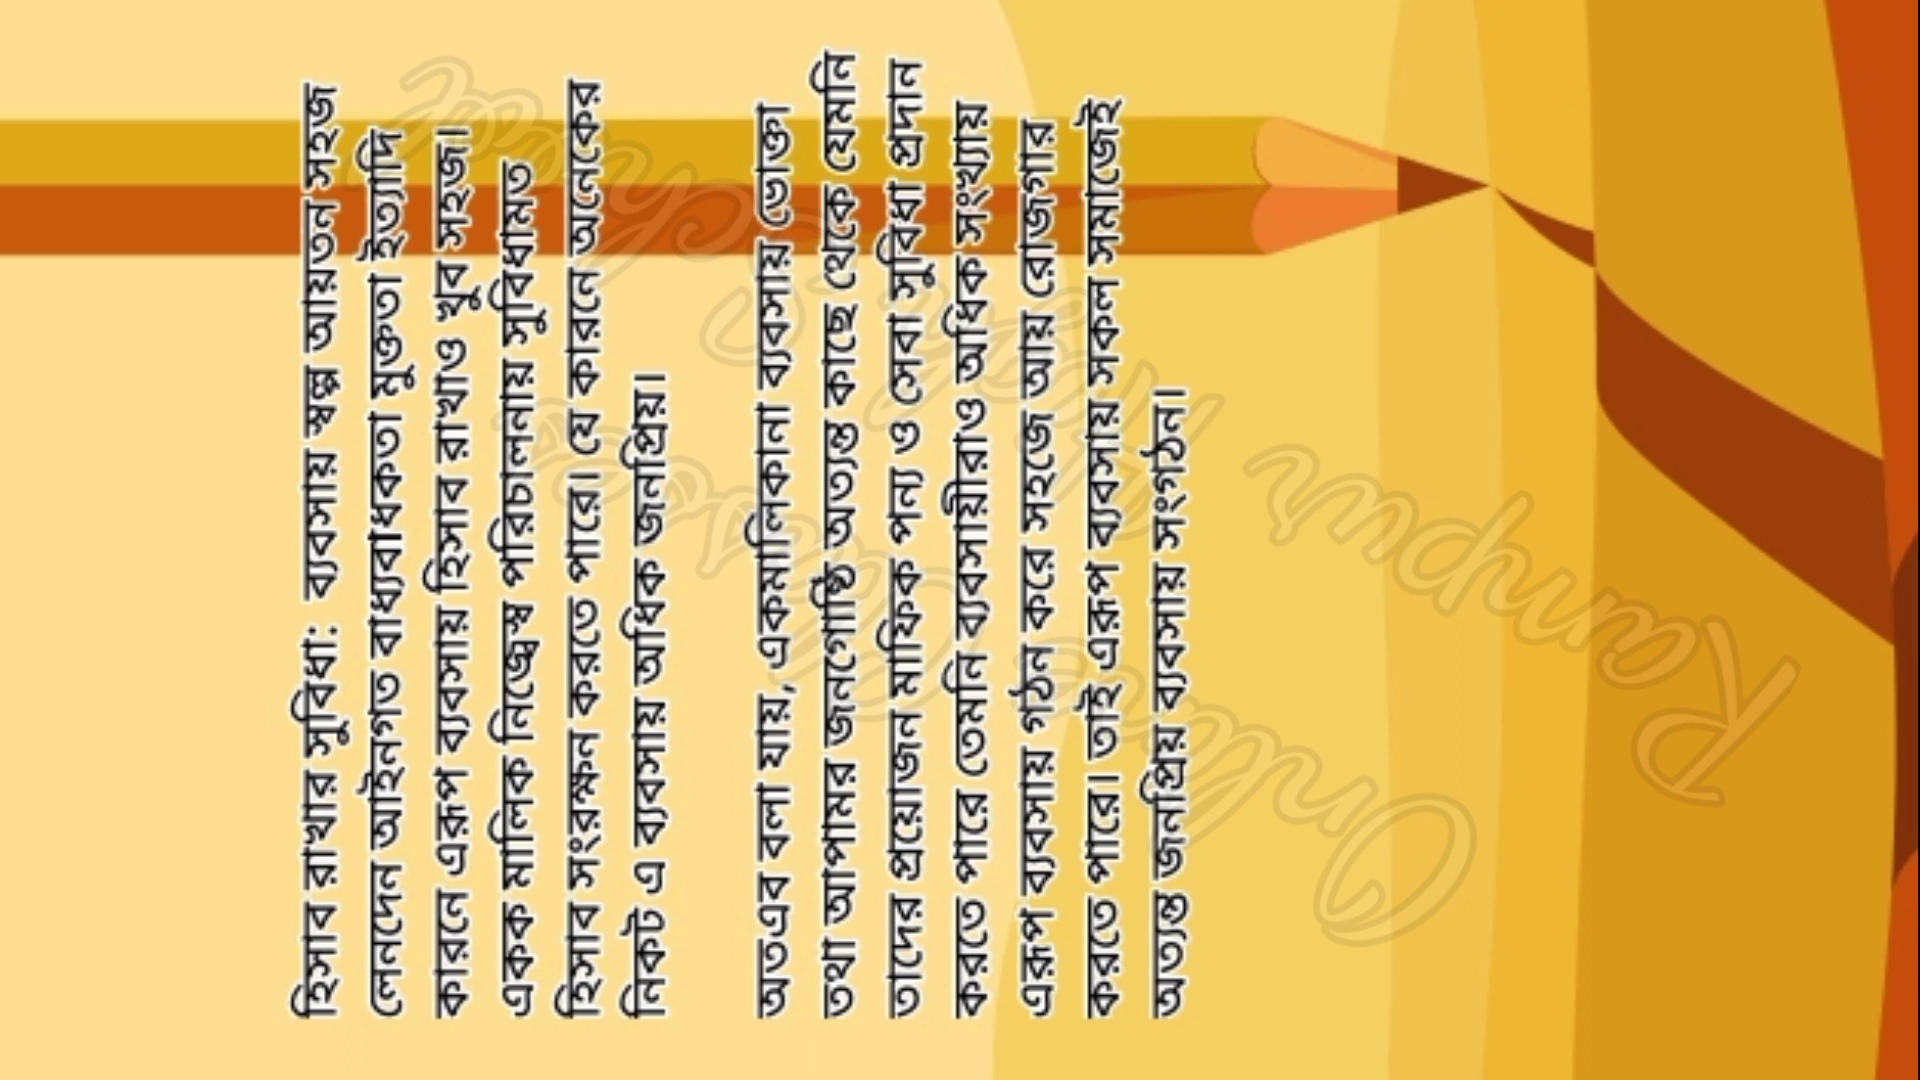 হিসাব রাখার সুবিধা: ব্যবসায় স্বল্প আয়তন সহজ
লেনদেন আইনগত বাধ্যবাধকতা মুক্ততা ইত্যাদি
কারনে এরূপ ব্যবসায় হিসাব রাখাও খুব সহজ।
একক মালিক নিজেস্ব পরিচালনায় সুবিধামত
হিসাব সংরক্ষন করতে পারে। যে কারনে অনেকের
নিকট এ ব্যবসায় অধিক জনপ্রিয়।
অতএব বলা যায়, একমালিকানা ব্যবসায় ভোক্তা
তথা আপামর জনগোষ্ঠি অত্যন্ত কাছে থেকে যেমনি
তাদের প্রয়োজন মাফিক পন্য ও সেবা সুবিধা প্রদান
করতে পারে তেমনি ব্যবসায়ীরাও অধিক সংখ্যায়
এরূপ ব্যবসায় গঠন করে সহজে আয় রোজগার
করতে পারে। তাই এরূপ ব্যবসায় সকল সমাজেই
অত্যন্ত জনপ্রিয় ব্যবসায় সংগঠন।